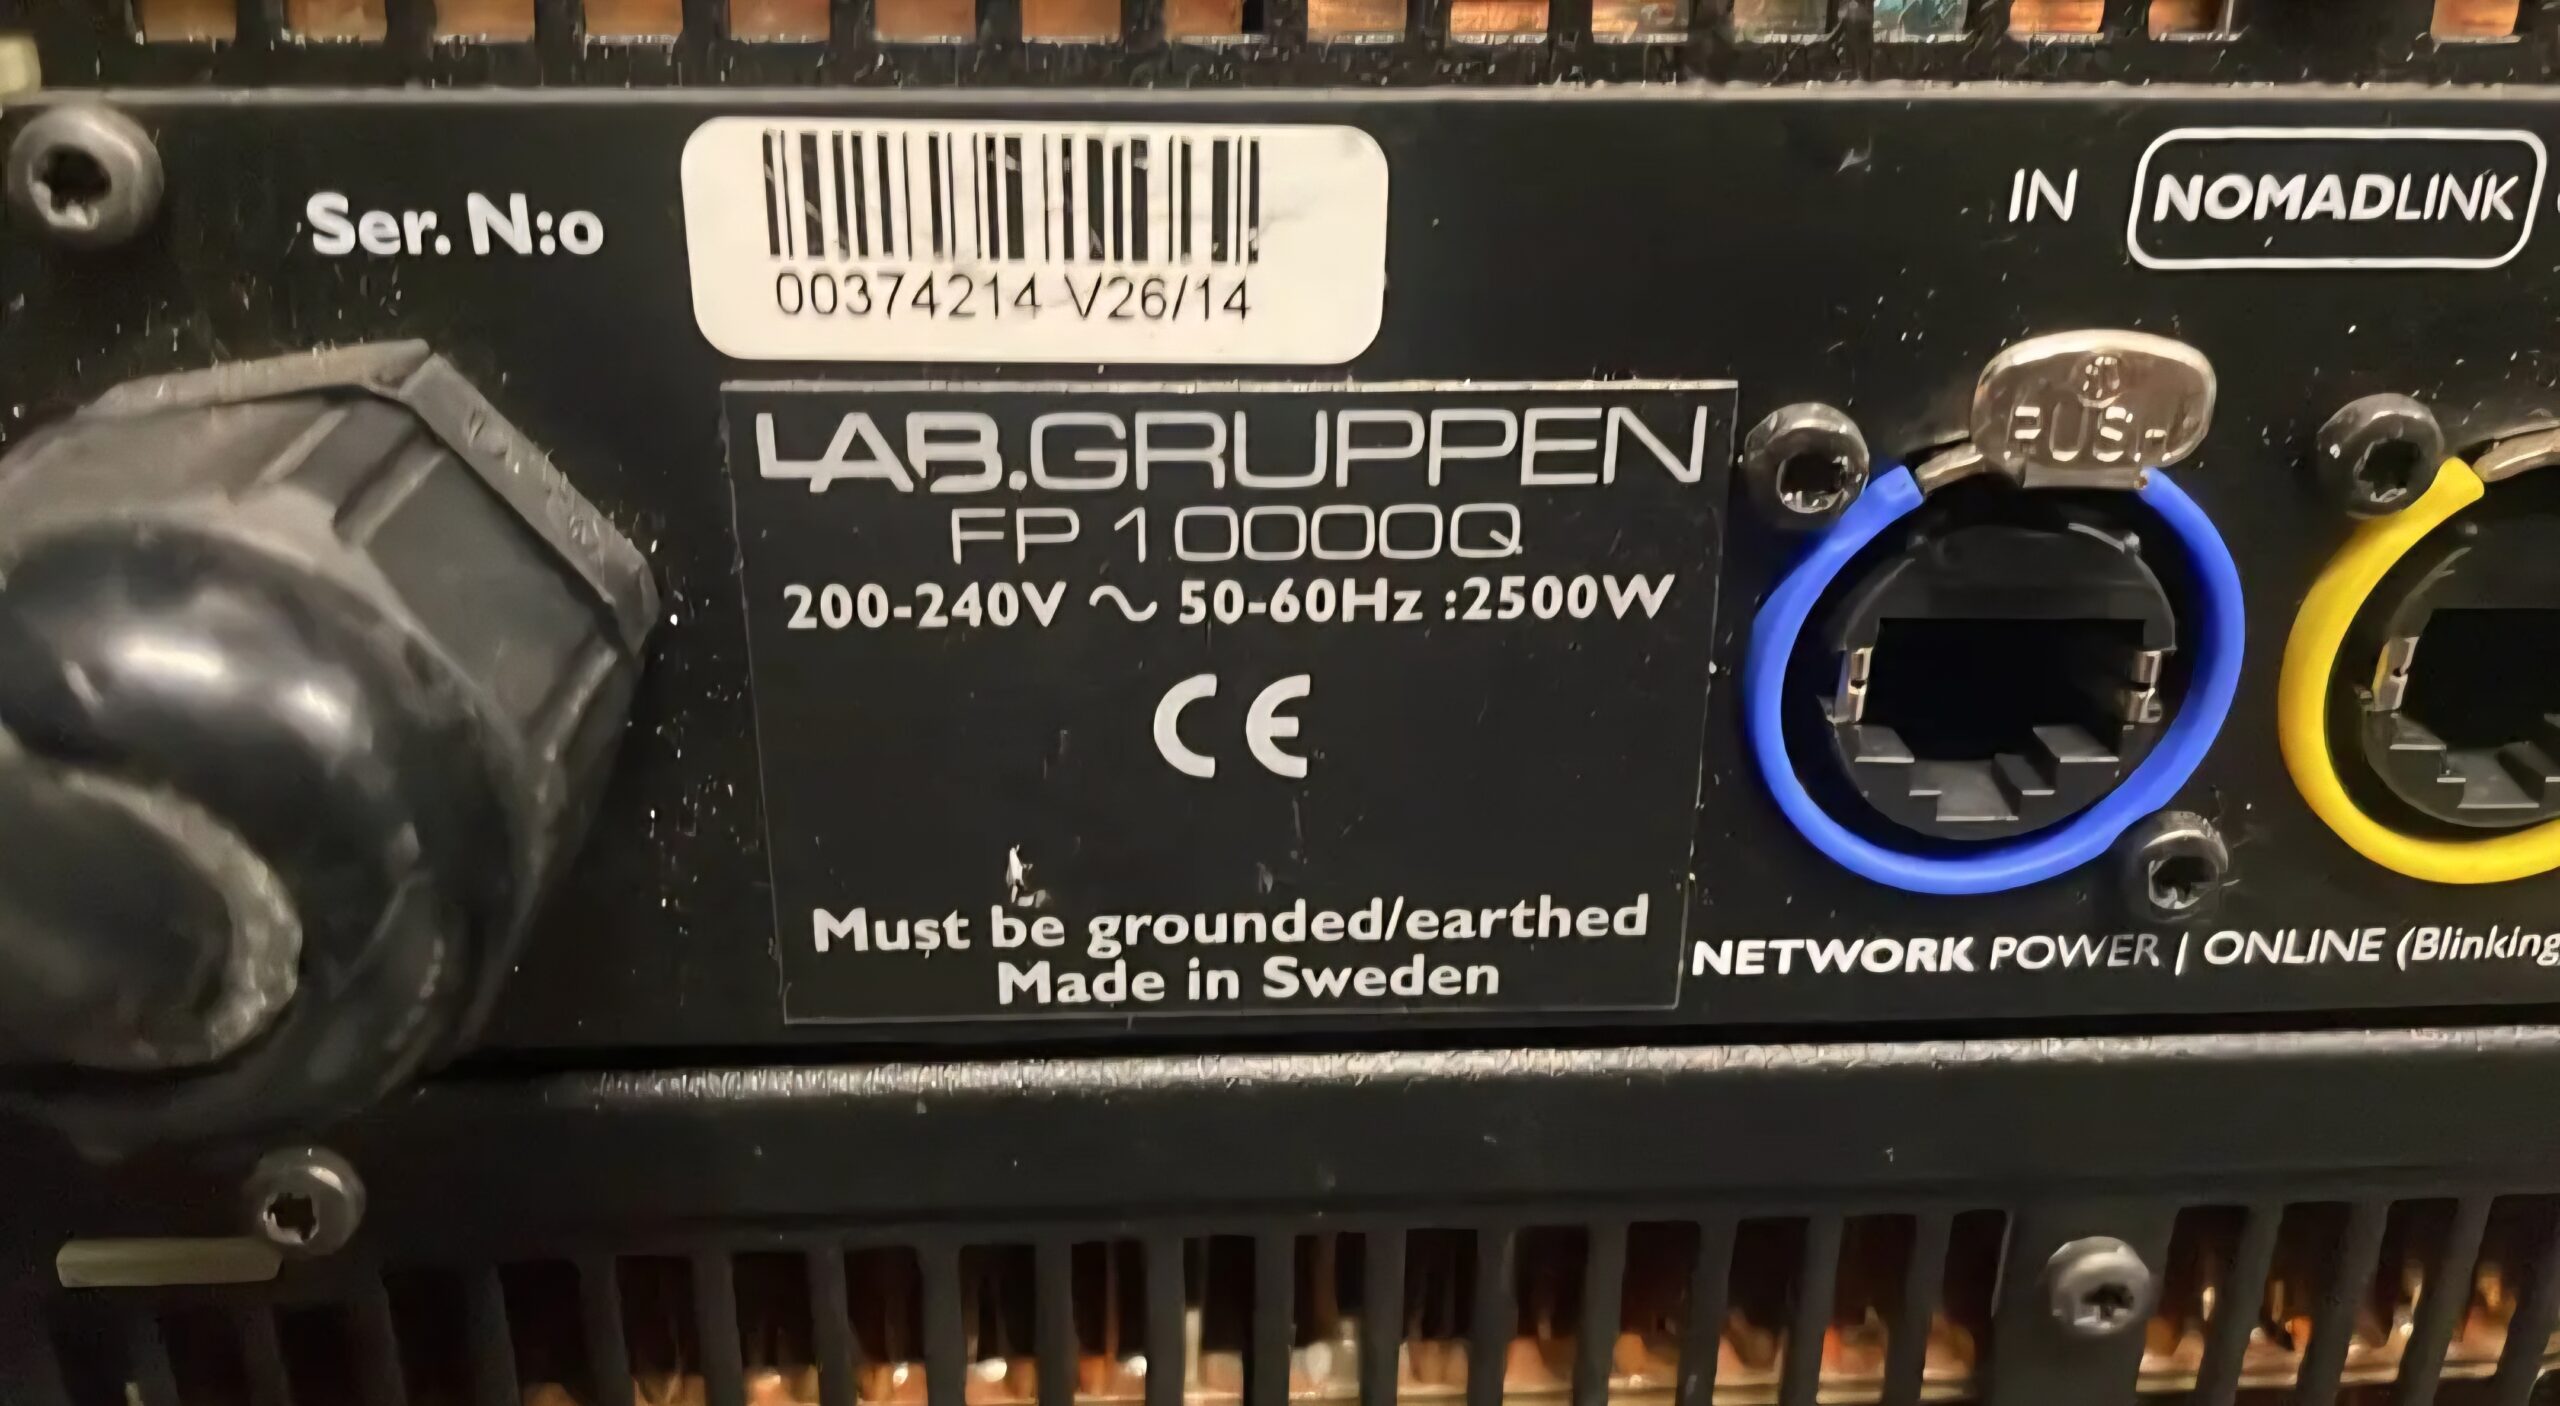 Ser. N:o
00374214 V26/14
IN NOMADLINK
LAB.GRUPPEN
FP 10000Q
200-240V ~ 50-60Hz :2500W
PUSH
CE
Must be grounded/earthed
Made in Sweden
NETWORK POWER / ONLINE (Blinking